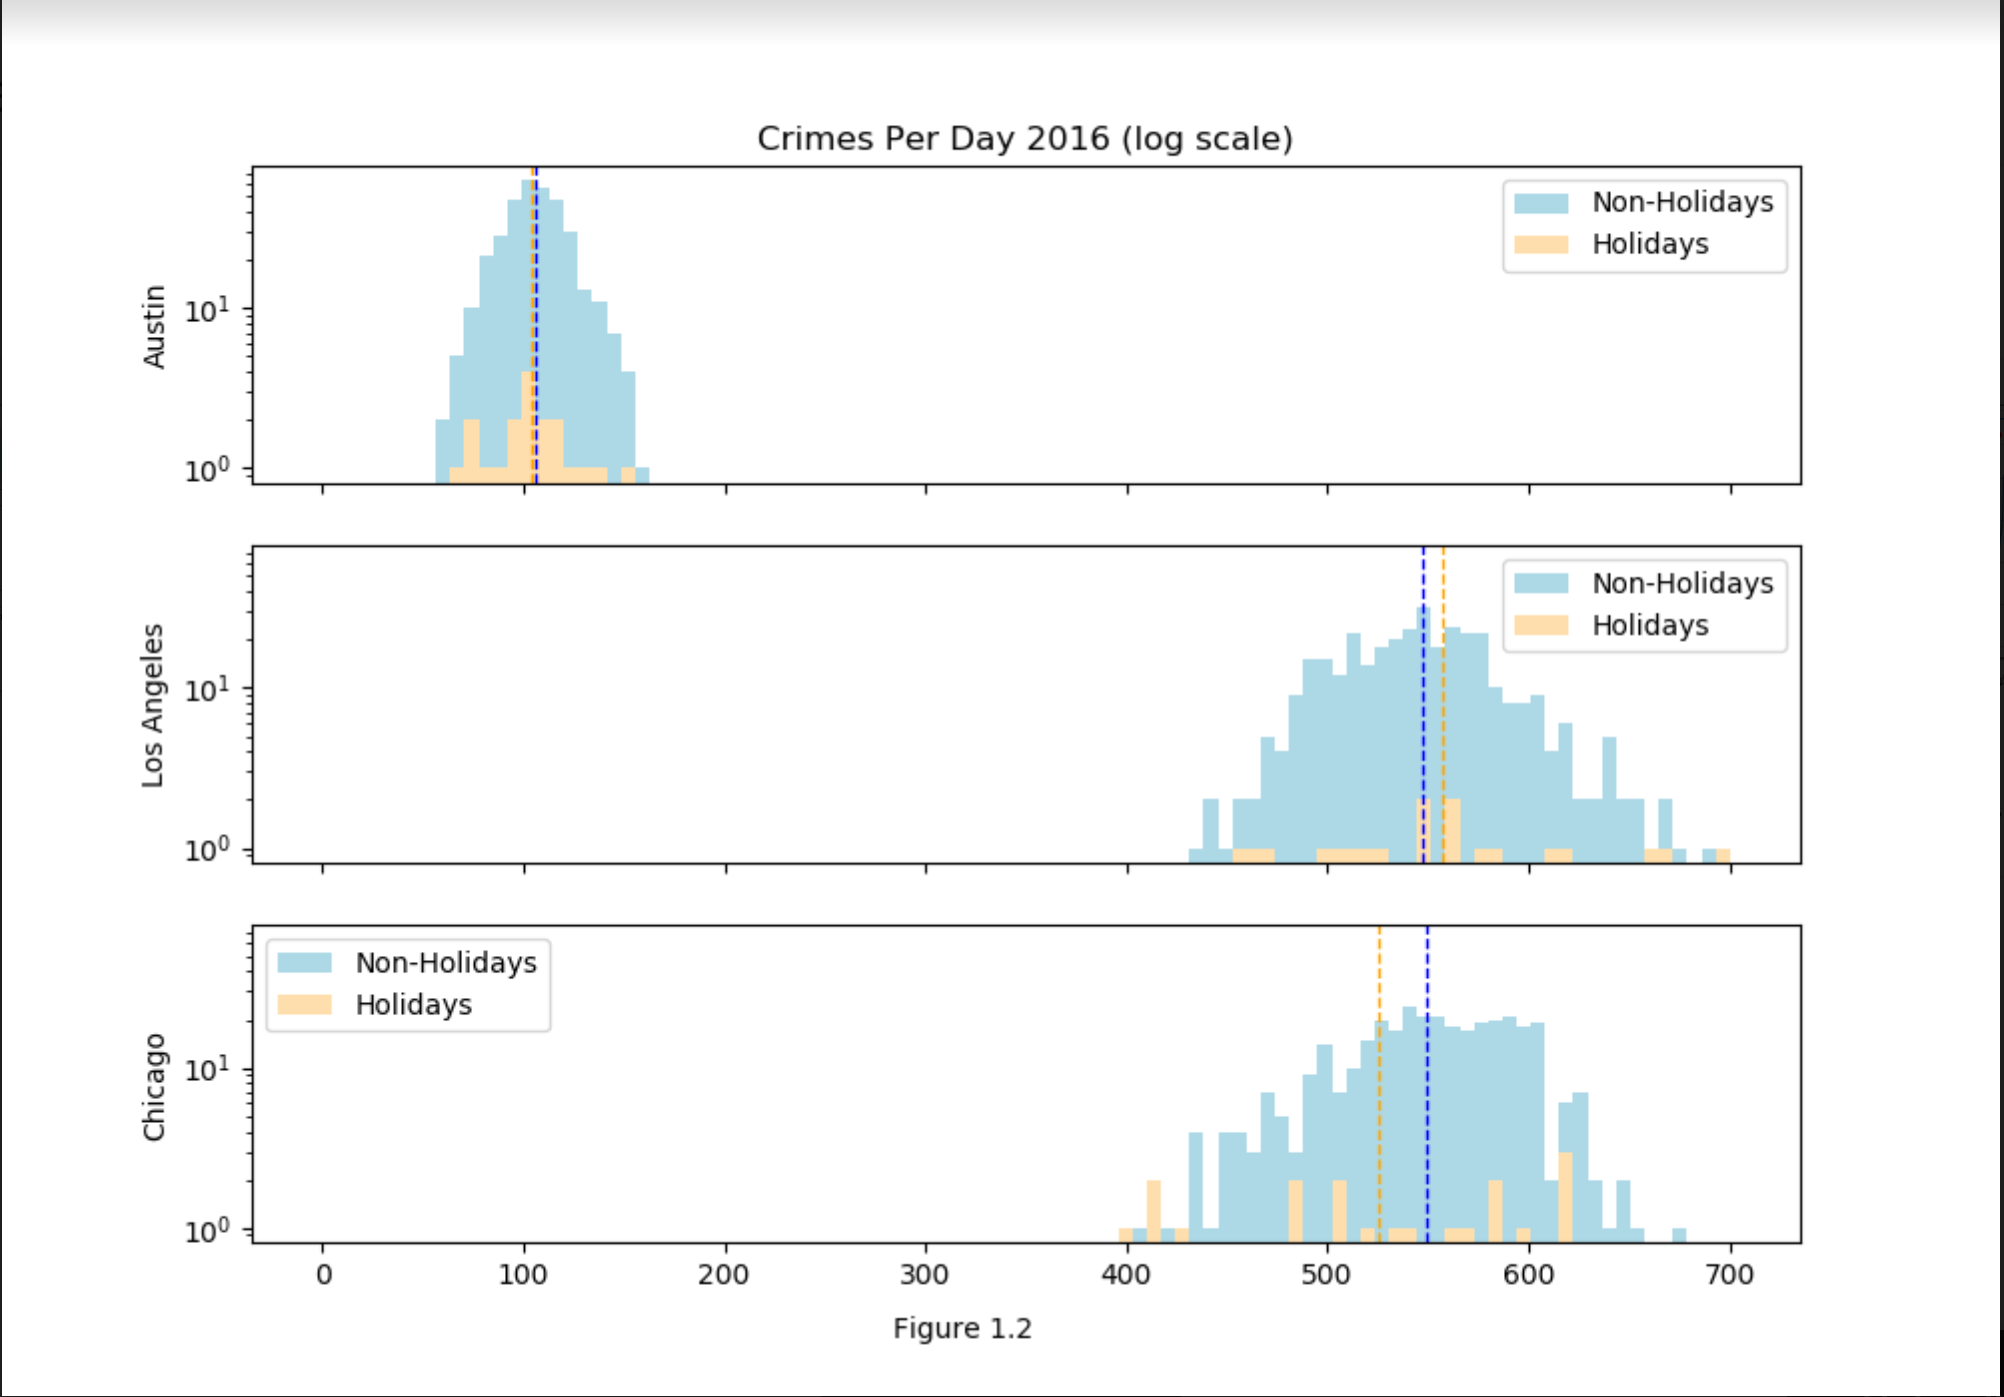 Crimes Per Day 2016 (log scale)
Austin
10¹
10⁰
Non-Holidays
Holidays
Los Angeles
10¹
10⁰
Non-Holidays
Holidays
Chicago
10¹
10⁰
Non-Holidays
Holidays
0 100 200 300 400 500 600 700
Figure 1.2